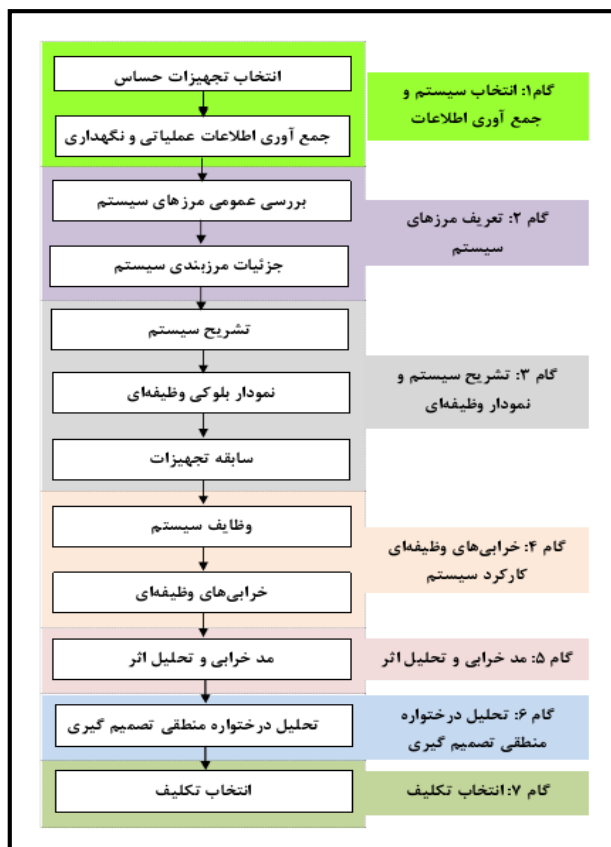 انتخاب تجهیزات حساس
جمع آوری اطلاعات عملیاتی و نگهداری
گام۱: انتخاب سیستم و
جمع آوری اطلاعات
بررسی عمومی مرزهای سیستم
جزئیات مرزبندی سیستم
گام ۲: تعریف مرزهای
سیستم
تشریح سیستم
نمودار بلوکی وظیفه‌ای
سابقه تجهیزات
گام ۳: تشریح سیستم و
نمودار وظیفه‌ای
وظایف سیستم
خرابی‌های وظیفه‌ای
گام ۴: خرابی‌های وظیفه‌ای
کارکرد سیستم
مد خرابی و تحلیل اثر
گام ۵: مد خرابی و تحلیل اثر
تحلیل درختواره منطقی تصمیم گیری
گام ۶: تحلیل درختواره
منطقی تصمیم گیری
انتخاب تکلیف
گام ۷: انتخاب تکلیف